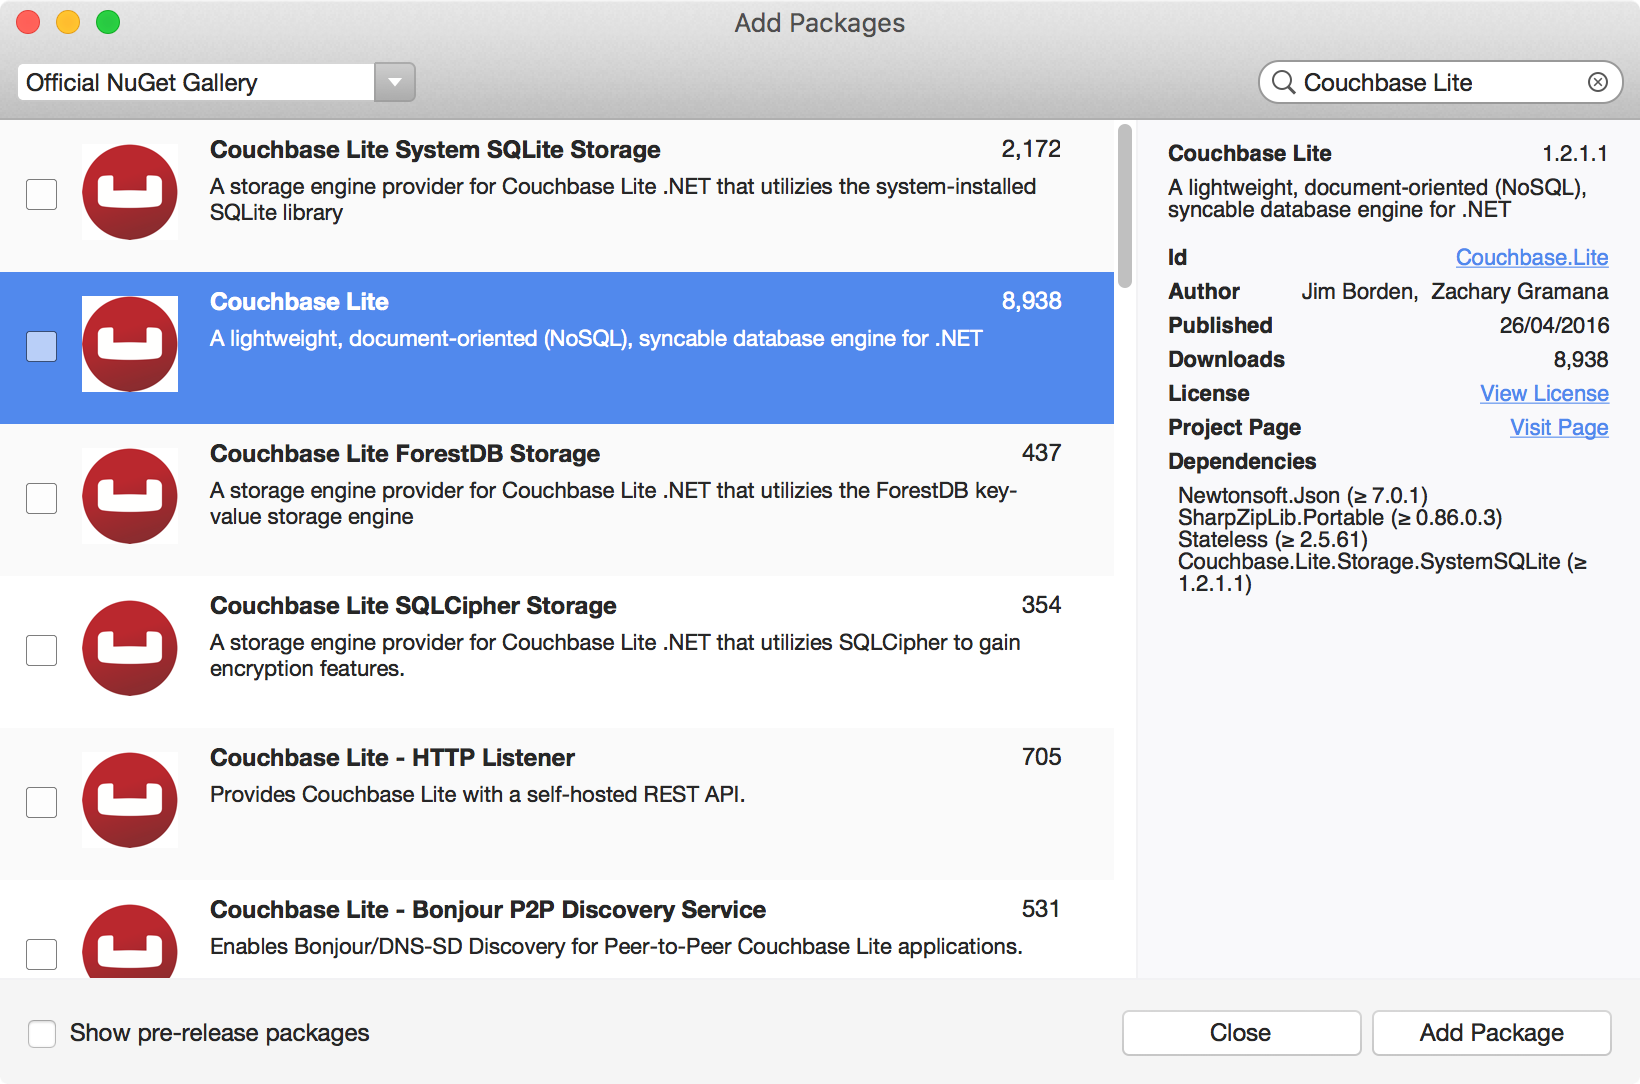 Add Packages
Official NuGet Gallery
Couchbase Lite
Couchbase Lite System SQLite Storage
2,172
A storage engine provider for Couchbase Lite .NET that utilizies the system-installed
SQLite library
Couchbase Lite
8,938
A lightweight, document-oriented (NoSQL), syncable database engine for .NET
Couchbase Lite ForestDB Storage
437
A storage engine provider for Couchbase Lite .NET that utilizies the ForestDB key-
value storage engine
Couchbase Lite SQLCipher Storage
354
A storage engine provider for Couchbase Lite .NET that utilizies SQLCipher to gain
encryption features.
Couchbase Lite - HTTP Listener
705
Provides Couchbase Lite with a self-hosted REST API.
Couchbase Lite - Bonjour P2P Discovery Service
531
Enables Bonjour/DNS-SD Discovery for Peer-to-Peer Couchbase Lite applications.
Couchbase Lite 1.2.1.1
A lightweight, document-oriented (NoSQL),
syncable database engine for .NET
Id Couchbase.Lite
Author Jim Borden, Zachary Gramana
Published 26/04/2016
Downloads 8,938
License View License
Project Page Visit Page
Dependencies
Newtonsoft.Json (≥ 7.0.1)
SharpZipLib.Portable (≥ 0.86.0.3)
Stateless (≥ 2.5.61)
Couchbase.Lite.Storage.SystemSQLite (≥
1.2.1.1)
Show pre-release packages
Close
Add Package